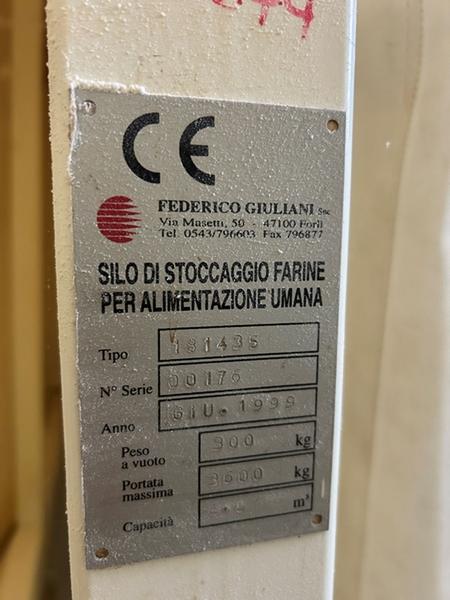 CE
FEDERICO GIULIANI Snc
Via Masetti, 50 - 47100 Forlì
Tel. 0543/796603 Fax 796877
SILO DI STOCCAGGIO FARINE
PER ALIMENTAZIONE UMANA
Tipo 181435
N° Serie 00176
Anno GIU. 1999
Peso
a vuoto 300 kg
Portata
massima 3600 kg
Capacità m³